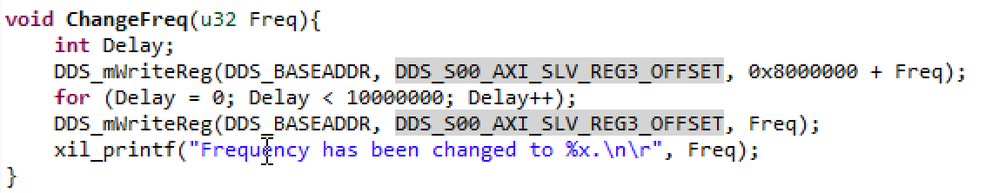 void ChangeFreq(u32 Freq){
    int Delay;
    DDS_mWriteReg(DDS_BASEADDR, DDS_S00_AXI_SLV_REG3_OFFSET, 0x8000000 + Freq);
    for (Delay = 0; Delay < 10000000; Delay++);
    DDS_mWriteReg(DDS_BASEADDR, DDS_S00_AXI_SLV_REG3_OFFSET, Freq);
    xil_printf("Frequency has been changed to %x.\n\r", Freq);
}